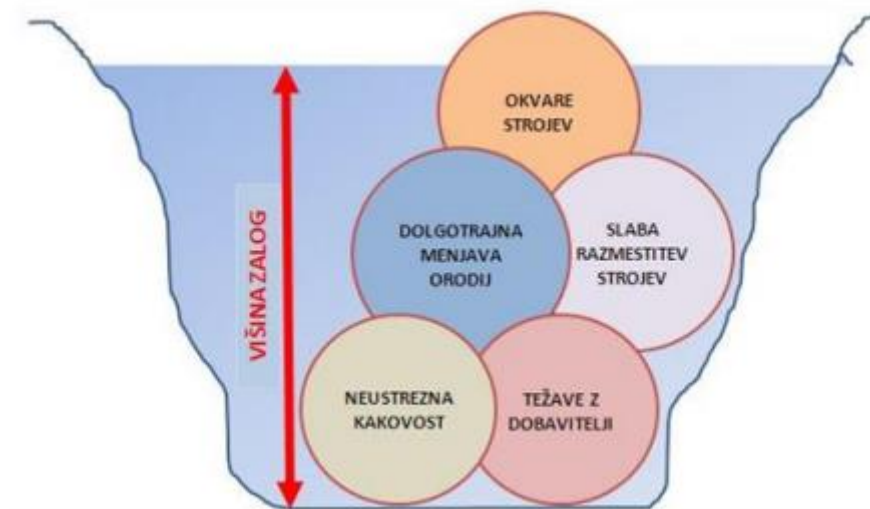 OKVARE
STROJEV
VIŠINA ZALOG
DOLGOTRAJNA
MENJAVA
ORODIJ
SLABA
RAZMESTITEV
STROJEV
NEUSTREZNA
KAKOVOST
TEŽAVE Z
DOBAVITELJI